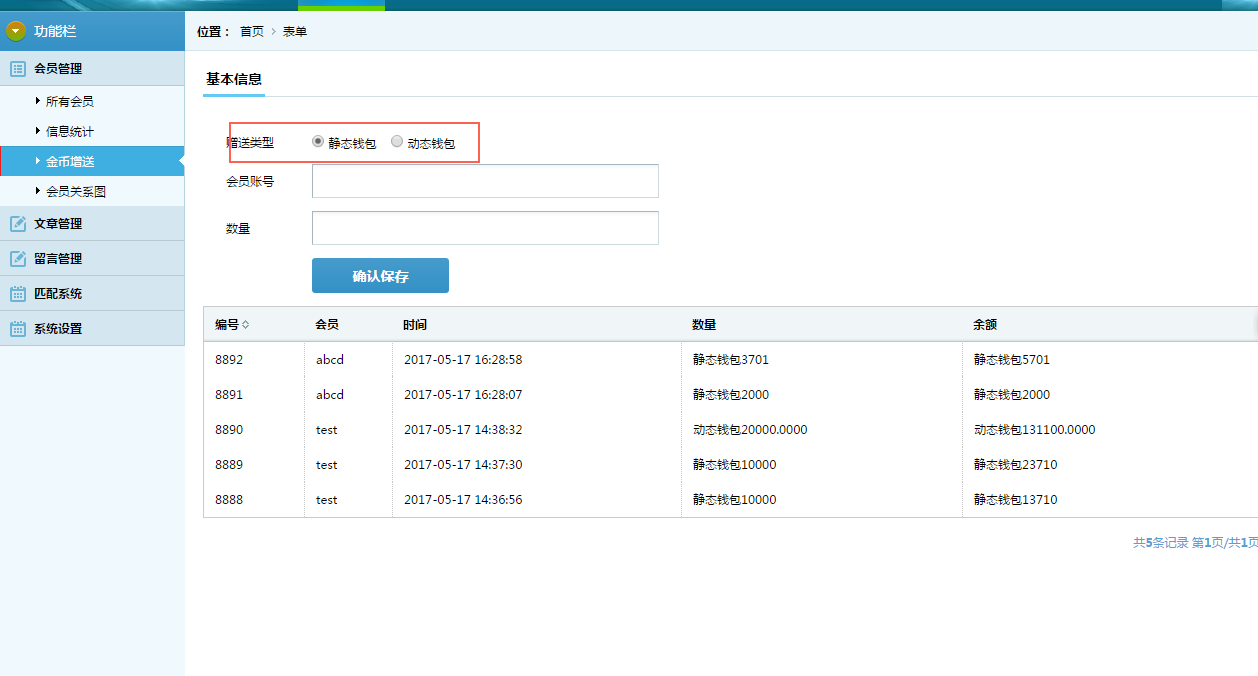 功能栏
位置： 首页 › 表单
会员管理
所有会员
信息统计
金币增送
会员关系图
文章管理
留言管理
匹配系统
系统设置
基本信息
赠送类型 静态钱包 动态钱包
会员账号
数量
确认保存
编号 会员 时间 数量 余额
8892 abcd 2017-05-17 16:28:58 静态钱包3701 静态钱包5701
8891 abcd 2017-05-17 16:28:07 静态钱包2000 静态钱包2000
8890 test 2017-05-17 14:38:32 动态钱包20000.0000 动态钱包131100.0000
8889 test 2017-05-17 14:37:30 静态钱包10000 静态钱包23710
8888 test 2017-05-17 14:36:56 静态钱包10000 静态钱包13710
共5条记录 第1页/共1页